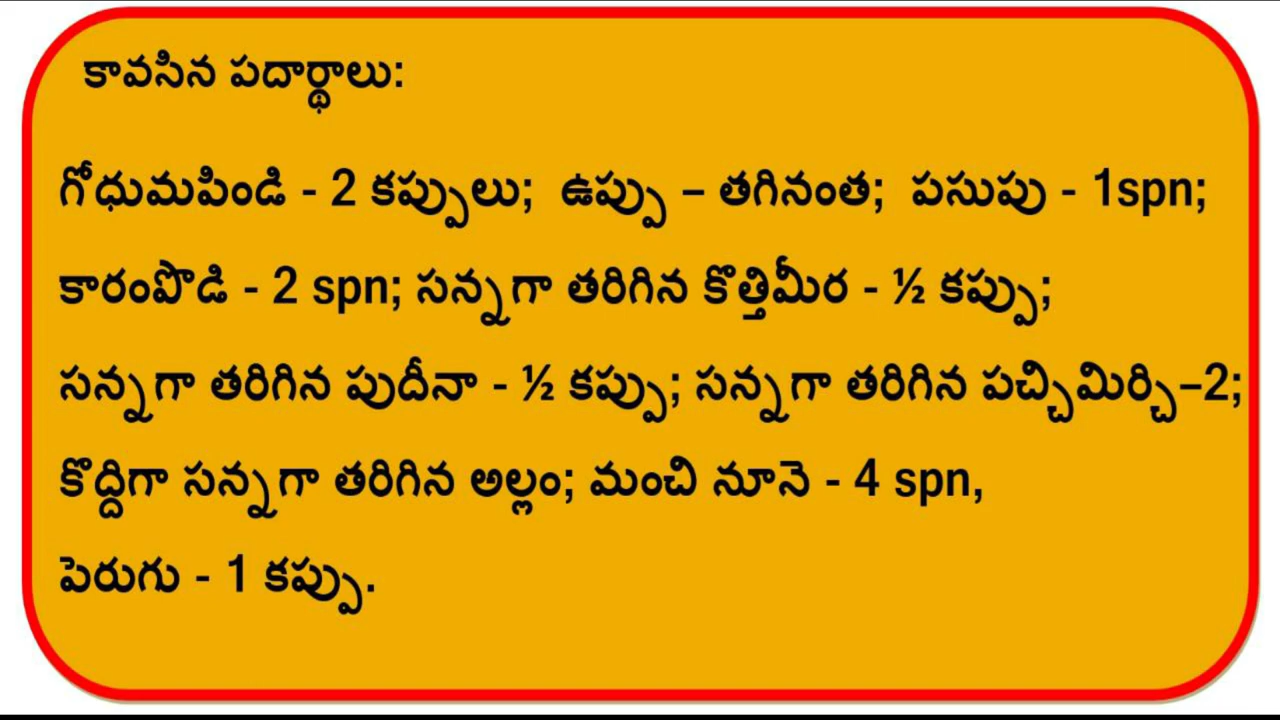 కావసిన పదార్థాలు:
గోధుమపిండి - 2 కప్పులు; ఉప్పు – తగినంత; పసుపు - 1spn;
కారంపొడి - 2 spn; సన్నగా తరిగిన కొత్తిమీర - ½ కప్పు;
సన్నగా తరిగిన పుదీనా - ½ కప్పు; సన్నగా తరిగిన పచ్చిమిర్చి–2;
కొద్దిగా సన్నగా తరిగిన అల్లం; మంచి నూనె - 4 spn,
పెరుగు - 1 కప్పు.